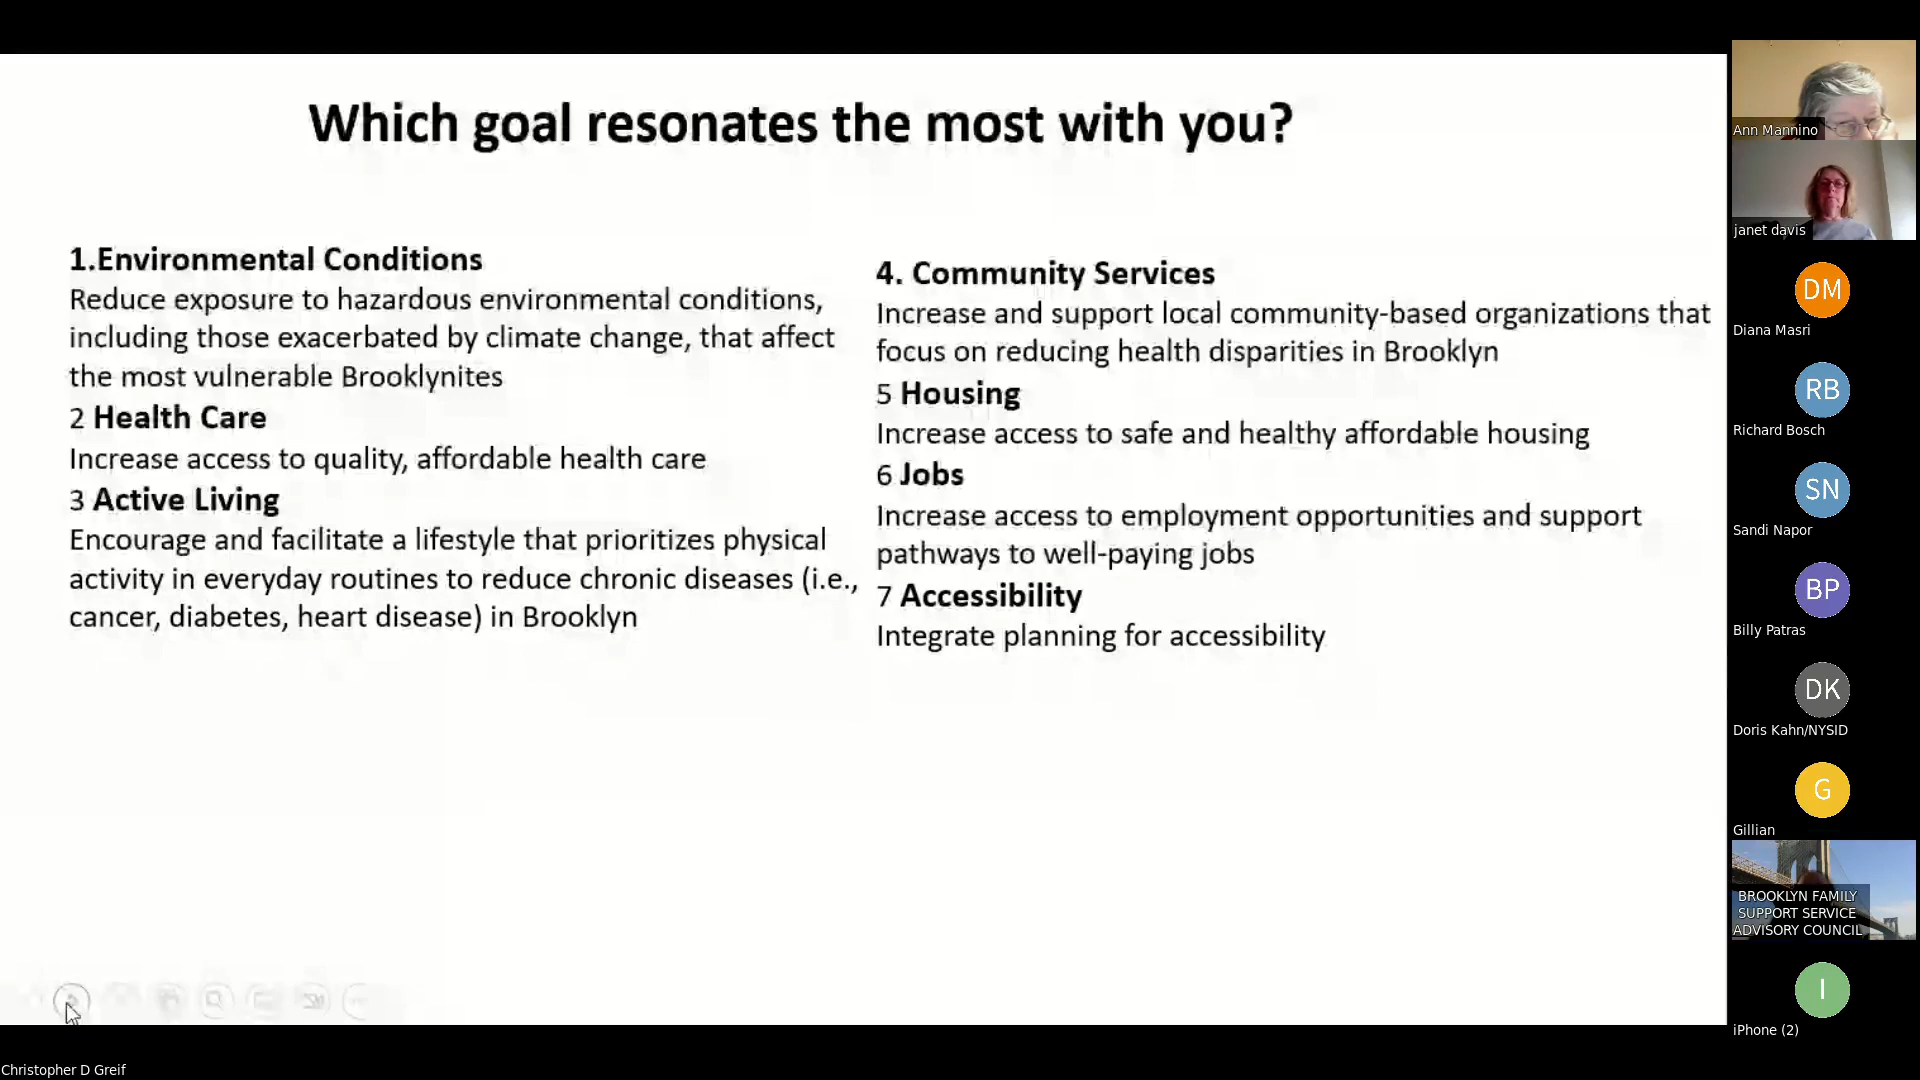 Which goal resonates the most with you?
1.Environmental Conditions
Reduce exposure to hazardous environmental conditions,
including those exacerbated by climate change, that affect
the most vulnerable Brooklynites
2 Health Care
Increase access to quality, affordable health care
3 Active Living
Encourage and facilitate a lifestyle that prioritizes physical
activity in everyday routines to reduce chronic diseases (i.e.,
cancer, diabetes, heart disease) in Brooklyn
4. Community Services
Increase and support local community-based organizations that
focus on reducing health disparities in Brooklyn
5 Housing
Increase access to safe and healthy affordable housing
6 Jobs
Increase access to employment opportunities and support
pathways to well-paying jobs
7 Accessibility
Integrate planning for accessibility
Ann Mannino
janet davis
DM
Diana Masri
RB
Richard Bosch
SN
Sandi Napor
BP
Billy Patras
DK
Doris Kahn/NYSID
G
Gillian
BROOKLYN FAMILY
SUPPORT SERVICE
ADVISORY COUNCIL
I
iPhone (2)
Christopher D Greif